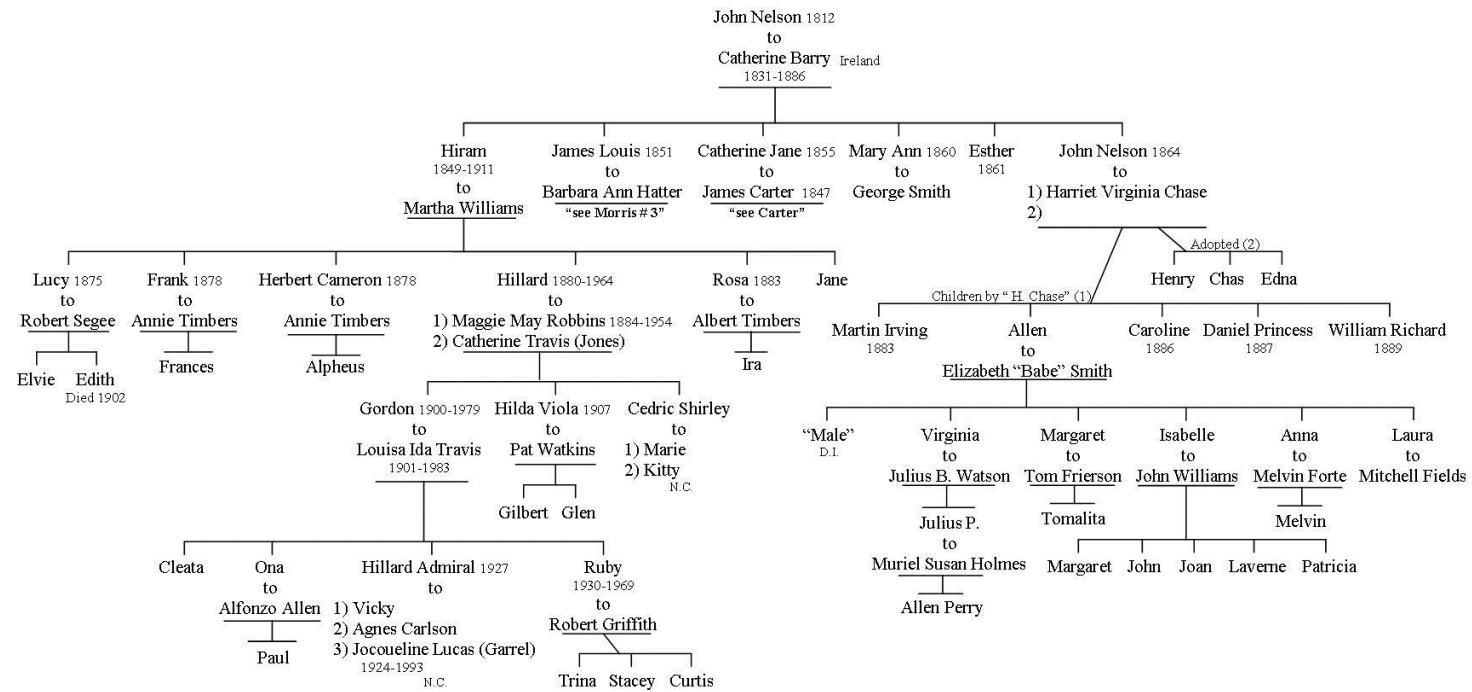 John Nelson 1812
to
Catherine Barry Ireland
1831-1886
Hiram
1849-1911
to
Martha Williams
James Louis 1851
to
Barbara Ann Hatter
“see Morris # 3”
Catherine Jane 1855
to
James Carter 1847
“see Carter”
Mary Ann 1860
to
George Smith
Esther
1861
John Nelson 1864
to
1) Harriet Virginia Chase
2)
Adopted (2)
Henry Chas Edna
Children by “ H. Chase” (1)
Lucy 1875
to
Robert Segee
Elvie Edith
Died 1902
Frank 1878
to
Annie Timbers
Frances
Herbert Cameron 1878
to
Annie Timbers
Alpheus
Hillard 1880-1964
to
1) Maggie May Robbins 1884-1954
2) Catherine Travis (Jones)
Rosa 1883
to
Albert Timbers
Ira
Jane
Martin Irving
1883
Allen
to
Elizabeth “Babe” Smith
Caroline
1886
Daniel Princess
1887
William Richard
1889
Gordon 1900-1979
to
Louisa Ida Travis
1901-1983
Hilda Viola 1907
to
Pat Watkins
Gilbert Glen
Cedric Shirley
to
1) Marie
2) Kitty
N.C.
“Male”
D.I.
Virginia
to
Julius B. Watson
Julius P.
to
Muriel Susan Holmes
Allen Perry
Margaret
to
Tom Frierson
Tomalita
Isabelle
to
John Williams
Margaret John Joan Laverne Patricia
Anna
to
Melvin Forte
Melvin
Laura
to
Mitchell Fields
Cleata
Ona
to
Alfonzo Allen
Paul
Hillard Admiral 1927
to
1) Vicky
2) Agnes Carlson
3) Jocoueline Lucas (Garrel)
1924-1993
N.C.
Ruby
1930-1969
to
Robert Griffith
Trina Stacey Curtis